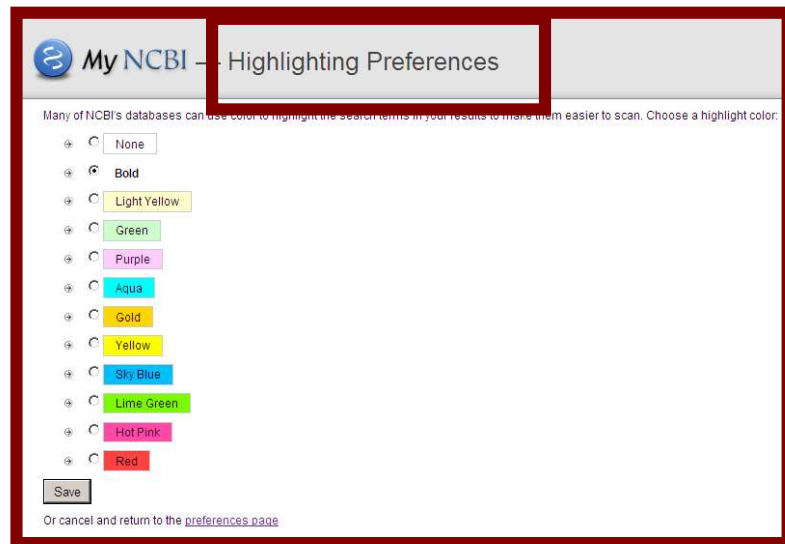 My NCBI — Highlighting Preferences
Many of NCBI's databases can use color to highlight the search terms in your results to make them easier to scan. Choose a highlight color:
None
Bold
Light Yellow
Green
Purple
Aqua
Gold
Yellow
Sky Blue
Lime Green
Hot Pink
Red
Save
Or cancel and return to the preferences page